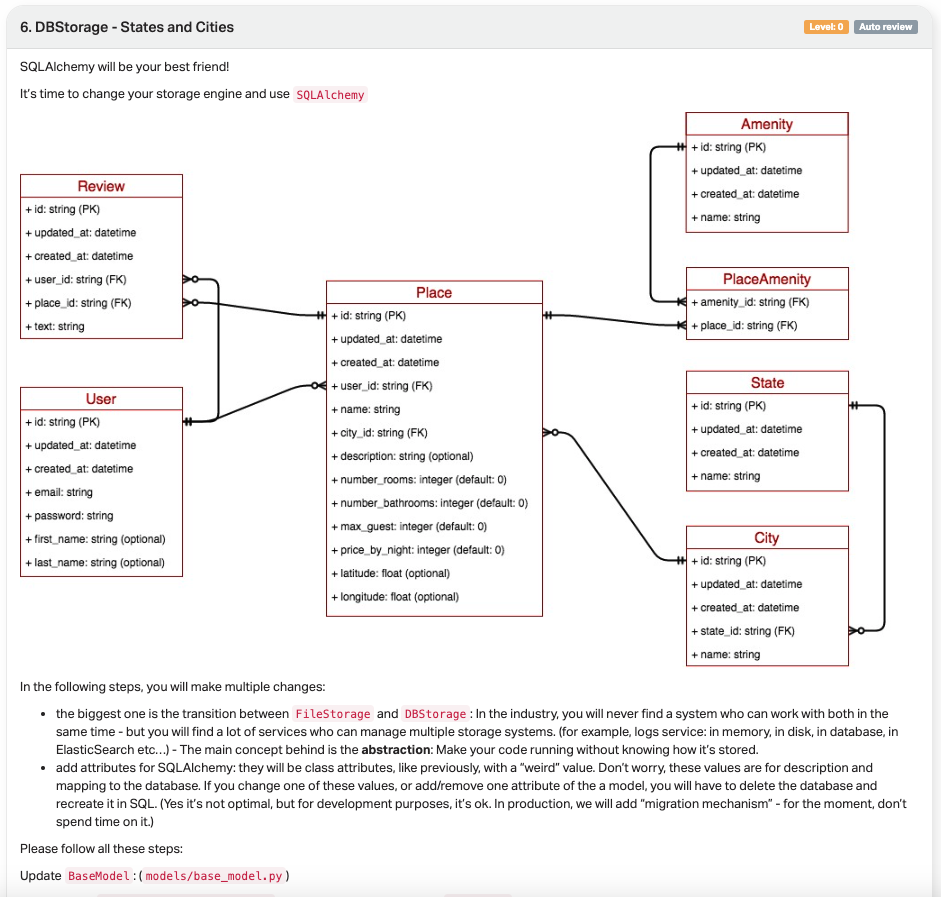 6. DBStorage - States and Cities
Level: 0
Auto review
SQLAlchemy will be your best friend!
It's time to change your storage engine and use SQLAlchemy
Amenity
+ id: string (PK)
+ updated_at: datetime
+ created_at: datetime
+ name: string
Review
+ id: string (PK)
+ updated_at: datetime
+ created_at: datetime
+ user_id: string (FK)
+ place_id: string (FK)
+ text: string
PlaceAmenity
+ amenity_id: string (FK)
+ place_id: string (FK)
Place
+ id: string (PK)
+ updated_at: datetime
+ created_at: datetime
+ user_id: string (FK)
+ name: string
+ city_id: string (FK)
+ description: string (optional)
+ number_rooms: integer (default: 0)
+ number_bathrooms: integer (default: 0)
+ max_guest: integer (default: 0)
+ price_by_night: integer (default: 0)
+ latitude: float (optional)
+ longitude: float (optional)
State
+ id: string (PK)
+ updated_at: datetime
+ created_at: datetime
+ name: string
User
+ id: string (PK)
+ updated_at: datetime
+ created_at: datetime
+ email: string
+ password: string
+ first_name: string (optional)
+ last_name: string (optional)
City
+ id: string (PK)
+ updated_at: datetime
+ created_at: datetime
+ state_id: string (FK)
+ name: string
In the following steps, you will make multiple changes:
• the biggest one is the transition between FileStorage and DBStorage: In the industry, you will never find a system who can work with both in the
same time - but you will find a lot of services who can manage multiple storage systems. (for example, logs service: in memory, in disk, in database, in
ElasticSearch etc…) - The main concept behind is the abstraction: Make your code running without knowing how it's stored.
• add attributes for SQLAlchemy: they will be class attributes, like previously, with a "weird" value. Don't worry, these values are for description and
mapping to the database. If you change one of these values, or add/remove one attribute of the a model, you will have to delete the database and
recreate it in SQL. (Yes it's not optimal, but for development purposes, it's ok. In production, we will add "migration mechanism" - for the moment, don't
spend time on it.)
Please follow all these steps:
Update BaseModel: (models/base_model.py)